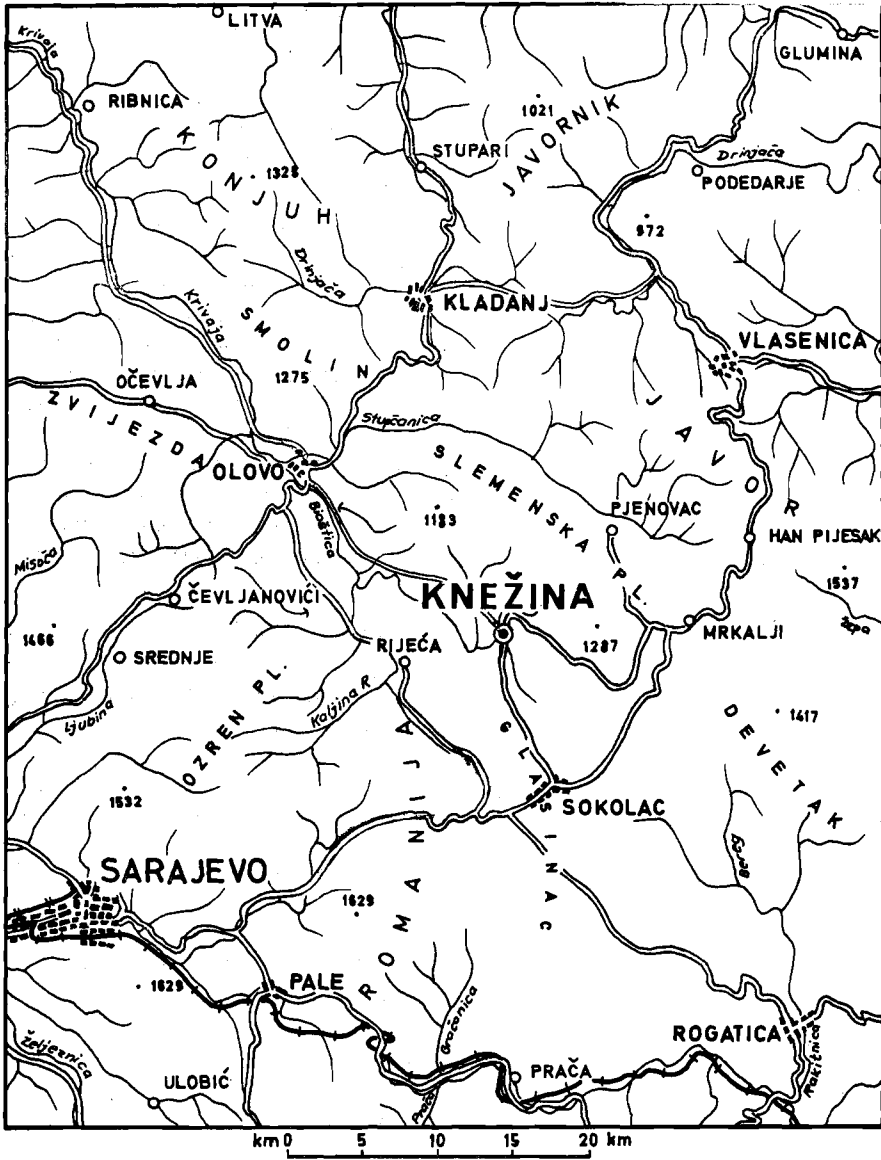 LITVA
Krivaja
GLUMINA
RIBNICA
1021
KONJUH
JAVORNIK
STUPARI
Drinjača
1328
PODEDARJE
972
Drinjača
KLADANJ
Krivaja
SMOLIN
VLASENICA
1275
OČEVLJA
ZVIJEZDA
Stupčanica
JAVOR
OLOVO
SLEMENSKA PL.
1183
Bioštica
PJENOVAC
HAN PIJESAK
Misoča
1537
ČEVLJANOVIĆI
KNEŽINA
Žepa
1466
1287
MRKALJI
SREDNJE
RIJEĆA
Ljubina
OZREN PL.
Kaljina R
GLASINAC
1417
DEVETAK
1532
SOKOLAC
ROMANIJA
SARAJEVO
Bereg
1629
1629
PALE
Gračanica
ROGATICA
Rakitnica
Željeznica
PRAČA
ULOBIĆ
Prača
km 0 5 10 15 20 km